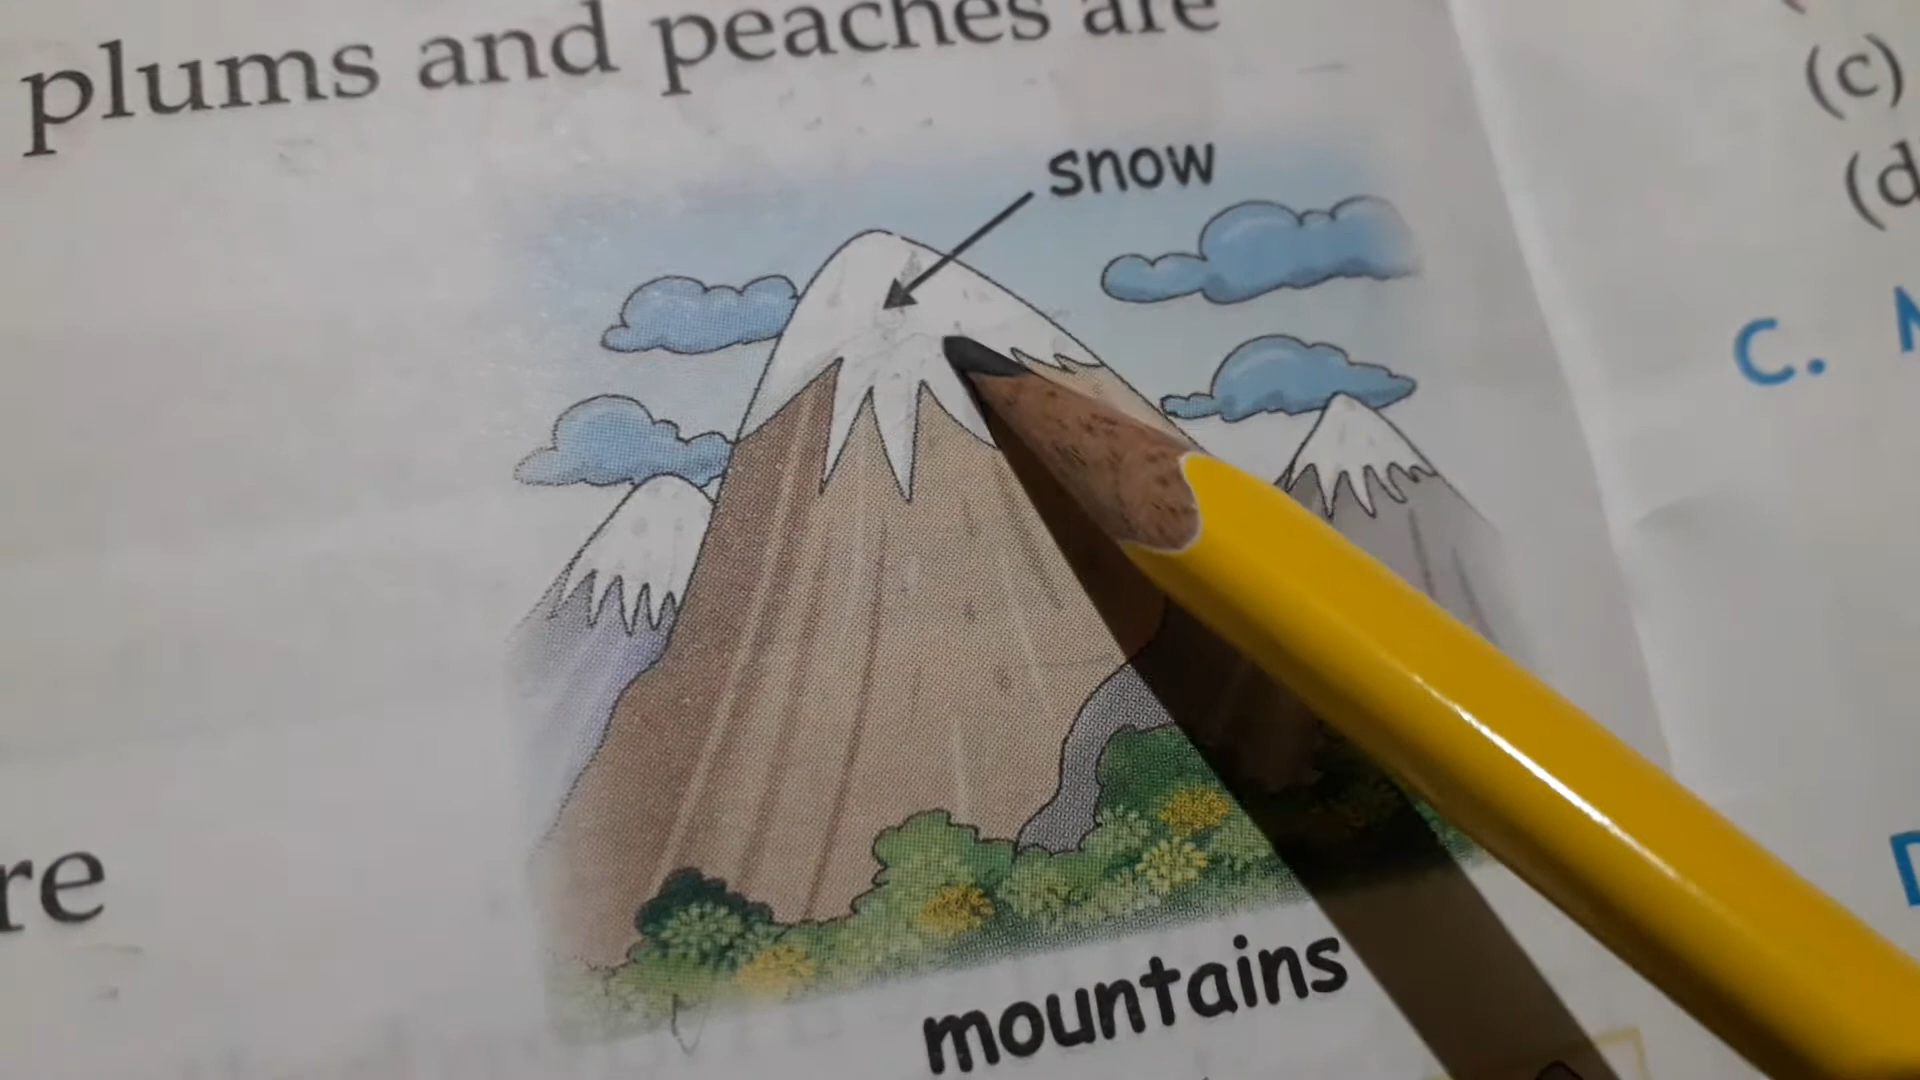 plums and peaches are
snow
mountains
re
(c)
(d
C.